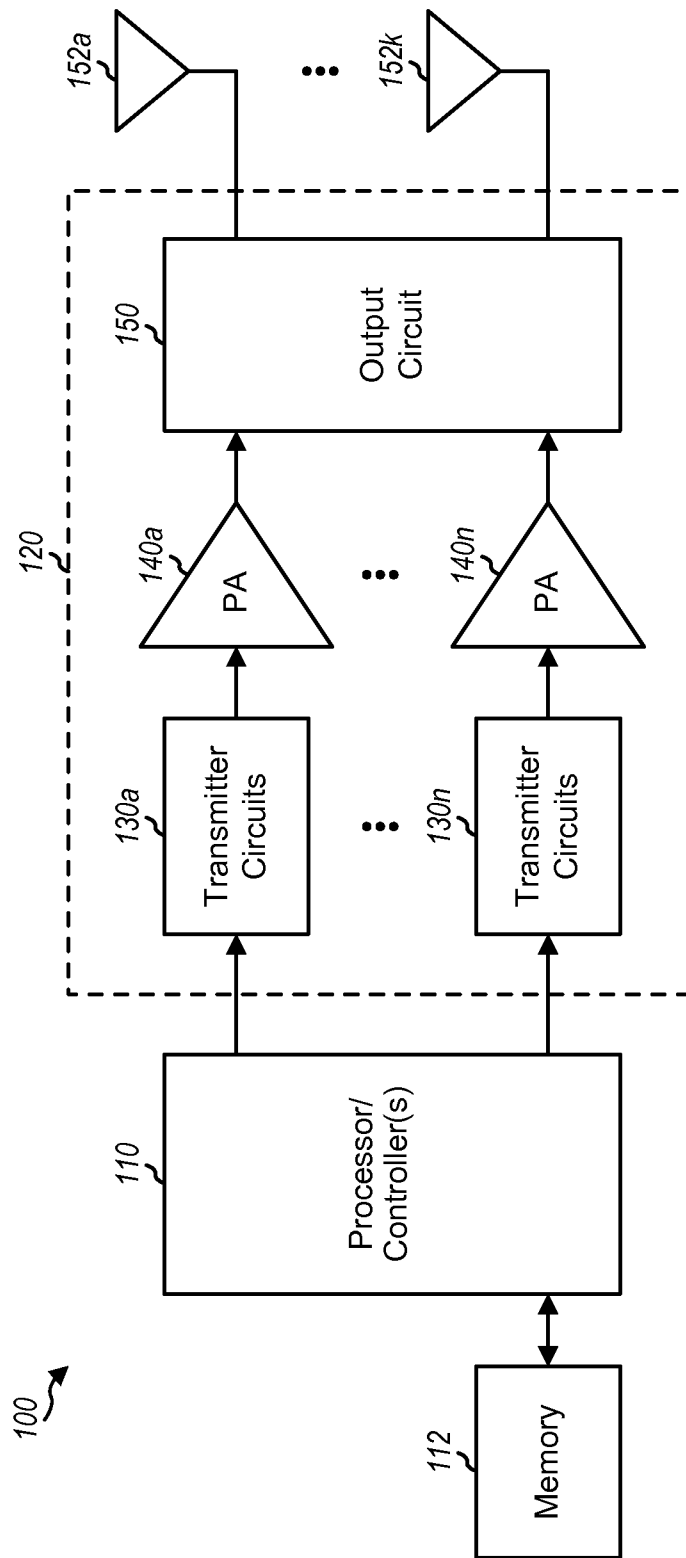 100
112
Memory
110
Processor/
Controller(s)
120
130a
Transmitter
Circuits
130n
Transmitter
Circuits
140a
PA
140n
PA
150
Output
Circuit
152a
152k